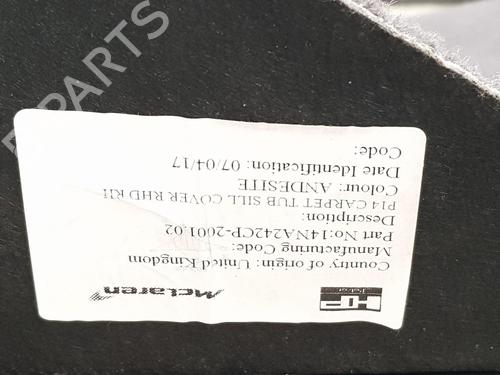 HP
McLaren
Country of origin: United Kingdom
Manufacturing Code:
Part No:14NA242CP-2001.02
Description:
P14 CARPET TUB SILL COVER RHD RH
Colour: ANDESITE
Date Identification: 07/04/17
Code:
B-PARTS